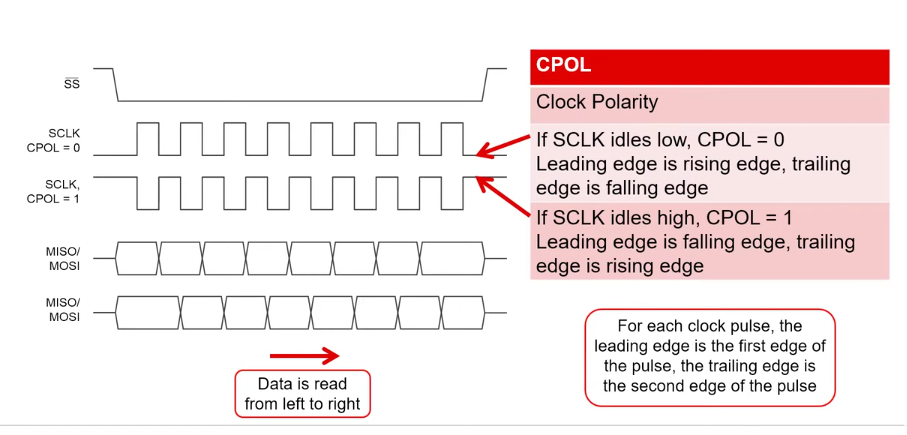 SS
SCLK
CPOL = 0
SCLK,
CPOL = 1
MISO/
MOSI
MISO/
MOSI
Data is read
from left to right
CPOL
Clock Polarity
If SCLK idles low, CPOL = 0
Leading edge is rising edge, trailing
edge is falling edge
If SCLK idles high, CPOL = 1
Leading edge is falling edge, trailing
edge is rising edge
For each clock pulse, the
leading edge is the first edge of
the pulse, the trailing edge is
the second edge of the pulse